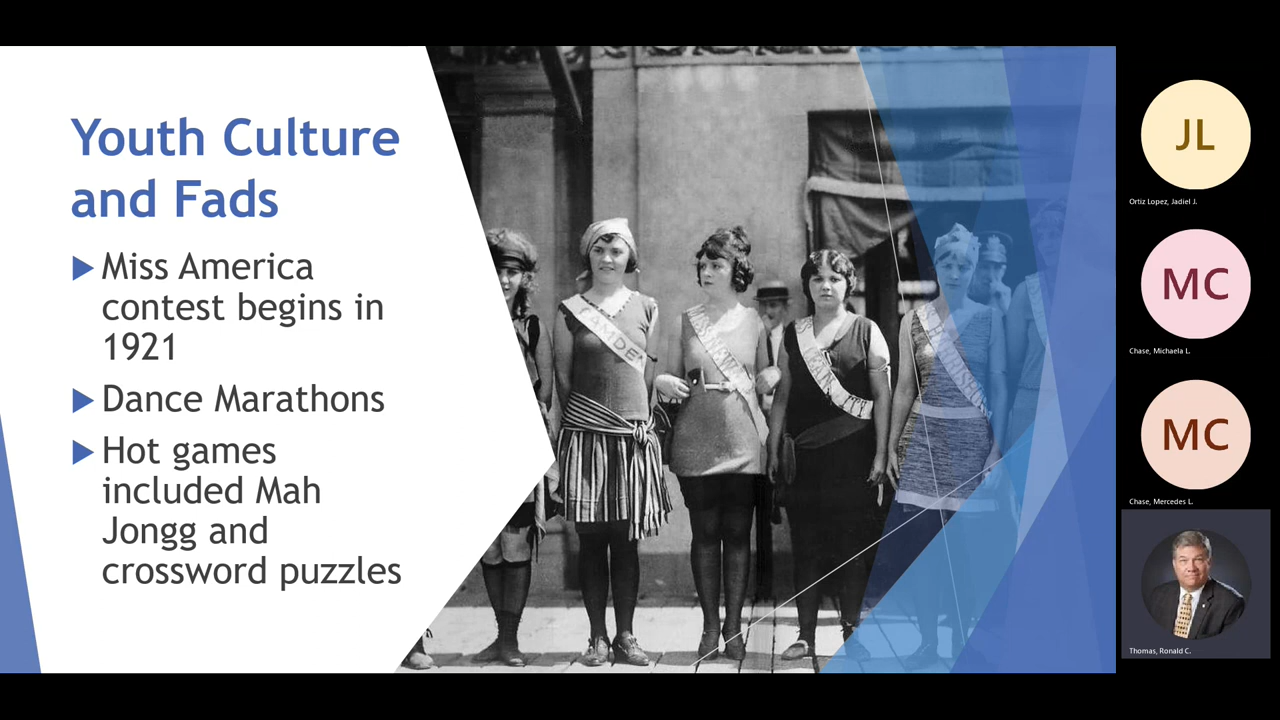 Youth Culture
and Fads
Miss America
contest begins in
1921
Dance Marathons
Hot games
included Mah
Jongg and
crossword puzzles
CAMDEN
JL
Ortiz Lopez, Jadiel J.
MC
Chase, Michaela L.
MC
Chase, Mercedes L.
Thomas, Ronald C.